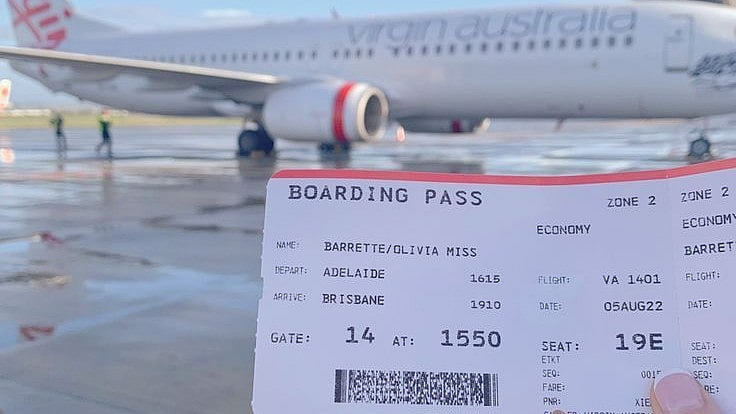 virgin australia
BOARDING PASS
ZONE 2
ZONE 2
ECONOMY
ECONOMY
NAME: BARRETTE/OLIVIA MISS
BARRET
DEPART: ADELAIDE 1615
FLIGHT: VA 1401
FLIGHT:
ARRIVE: BRISBANE 1910
DATE: 05AUG22
DATE:
GATE: 14 AT: 1550
SEAT: 19E
SEAT:
ETKT
DEST:
SEQ:
SEQ:
FARE:
FARE:
PNR: XIE